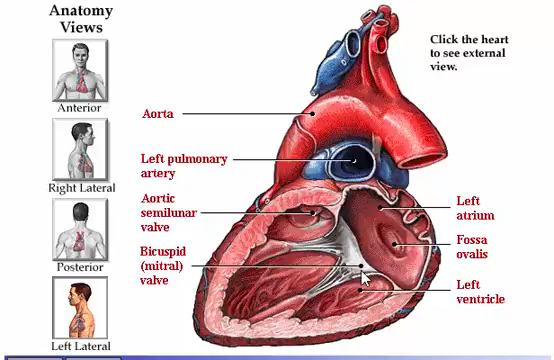 Anatomy
Views
Anterior
Right Lateral
Posterior
Left Lateral
Click the heart
to see external
view.
Aorta
Left pulmonary
artery
Aortic
semilunar
valve
Bicuspid
(mitral)
valve
Left
atrium
Fossa
ovalis
Left
ventricle